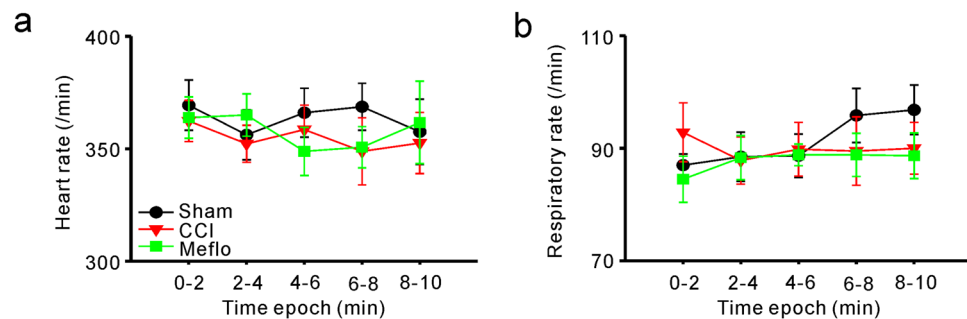 a
400
350
300
Heart rate (/min)
Sham
CCI
Meflo
0-2 2-4 4-6 6-8 8-10
Time epoch (min)
b
110
90
70
Respiratory rate (/min)
0-2 2-4 4-6 6-8 8-10
Time epoch (min)